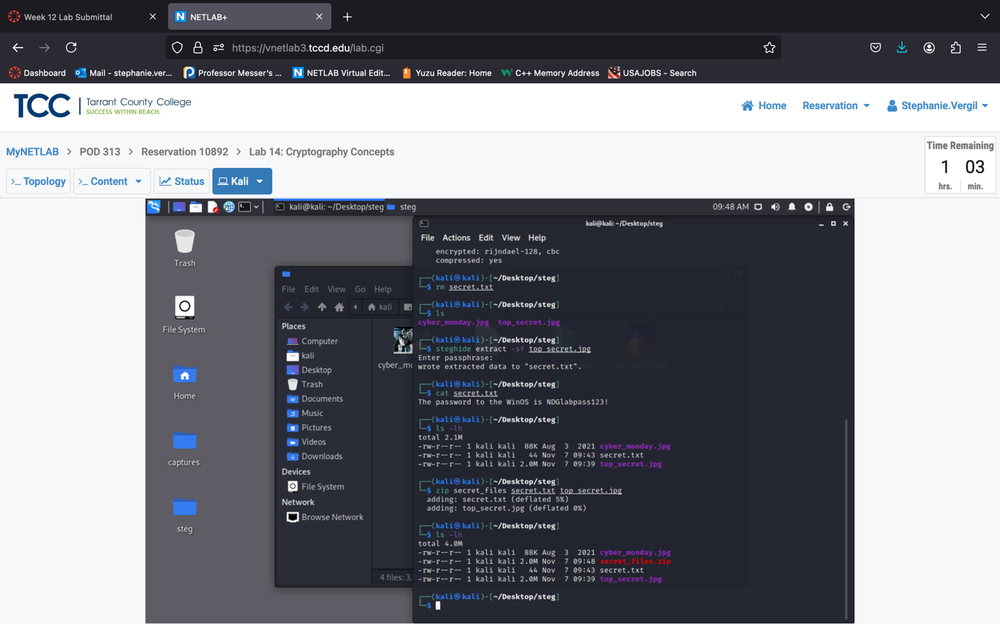 Week 12 Lab Submittal
NETLAB+
https://vnetlab3.tccd.edu/lab.cgi
Dashboard
Mail - stephanie.ver...
Professor Messer's ...
NETLAB Virtual Edit...
Yuzu Reader: Home
C++ Memory Address
USAJOBS - Search
TCC
Tarrant County College
SUCCESS WITHIN REACH.
Home
Reservation
Stephanie.Vergil
MyNETLAB > POD 313 > Reservation 10892 > Lab 14: Cryptography Concepts
Time Remaining
1 03
hrs. min.
>_ Topology
>_ Content
Status
Kali
kali@kali: ~/Desktop/steg
steg
09:48 AM
Trash
File System
Home
captures
steg
File Edit View Go Help
kali
Places
Computer
kali
Desktop
Trash
Documents
Music
Pictures
Videos
Downloads
Devices
File System
Network
Browse Network
cyber_mo
4 files: 3.
kali@kali: ~/Desktop/steg
File Actions Edit View Help
encrypted: rijndael-128, cbc
compressed: yes
(kali㉿kali)-[~/Desktop/steg]
$ rm secret.txt
(kali㉿kali)-[~/Desktop/steg]
$ ls
cyber_monday.jpg top_secret.jpg
(kali㉿kali)-[~/Desktop/steg]
$ steghide extract -sf top_secret.jpg
Enter passphrase:
wrote extracted data to "secret.txt".
(kali㉿kali)-[~/Desktop/steg]
$ cat secret.txt
The password to the WinOS is NDGlabpass123!
(kali㉿kali)-[~/Desktop/steg]
$ ls -lh
total 2.1M
-rw-r--r-- 1 kali kali 88K Aug 3 2021 cyber_monday.jpg
-rw-r--r-- 1 kali kali 44 Nov 7 09:43 secret.txt
-rw-r--r-- 1 kali kali 2.0M Nov 7 09:39 top_secret.jpg
(kali㉿kali)-[~/Desktop/steg]
$ zip secret_files secret.txt top_secret.jpg
adding: secret.txt (deflated 5%)
adding: top_secret.jpg (deflated 0%)
(kali㉿kali)-[~/Desktop/steg]
$ ls -lh
total 4.0M
-rw-r--r-- 1 kali kali 88K Aug 3 2021 cyber_monday.jpg
-rw-r--r-- 1 kali kali 2.0M Nov 7 09:48 secret_files.zip
-rw-r--r-- 1 kali kali 44 Nov 7 09:43 secret.txt
-rw-r--r-- 1 kali kali 2.0M Nov 7 09:39 top_secret.jpg
(kali㉿kali)-[~/Desktop/steg]
$